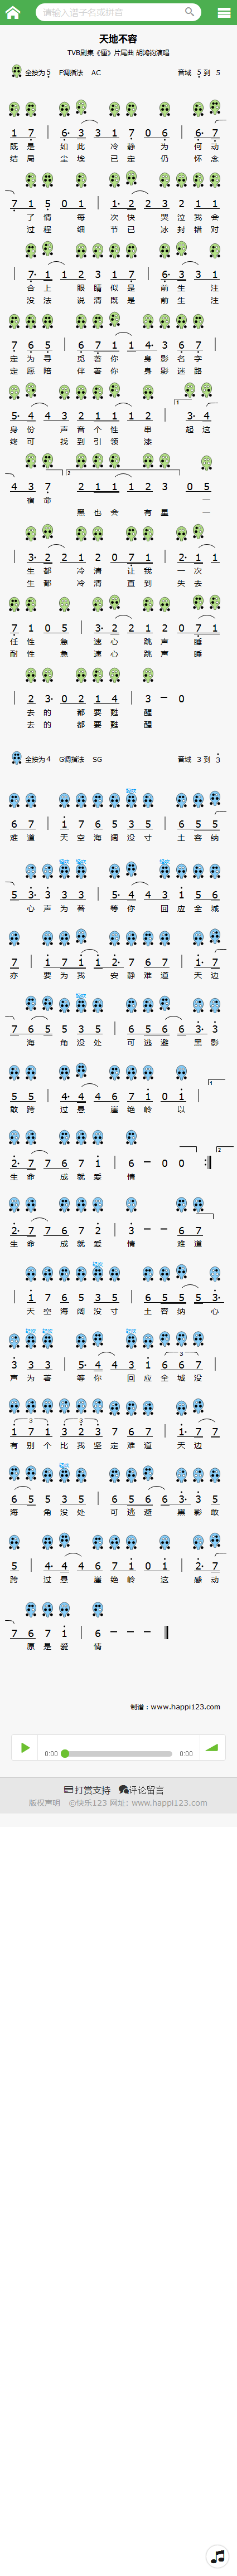 请输入谱子名或拼音
天地不容
TVB剧集《僵》片尾曲 胡鸿钧演唱
全按为5 F调指法 AC 音域 5 到 5
1 7 6· 3 3 1 7 0 6 6· 7
既是 如此 冷静 为 何动
结局 尘埃 已定 仍 怀念
7 1 5 0 1 1· 2 2 3 2 1 1
了情 每 次快 哭泣我会
过程 细 节已 冰封错对
7· 1 1 2 3 1 7 6· 3 3 1
合上 眼睛似是 前生 注
没法 说清既是 前生 注
7 6 5 6 7 1 1 4· 3 6 7
定为寻 觅著你 身影名字
定愿陪 伴著你 身影迷路
5· 4 4 3 2 1 1 1 2 3· 4
身份 声音个性 串 起这
终可 找到引领 漆
4 3 7 2 1 1 1 2 3 0 5
宿命 一
黑也会 有星 一
3· 2 2 1 2 0 7 1 2· 1 1
生都 冷清 让我 一次
生都 冷清 直到 失去
7 1 0 5 3· 2 2 1 2 0 7 1
任性 急 速心 跳声 睡
耐性 急 速心 跳声 睡
2 3· 0 2 1 4 3 − 0
去的 都要甦 醒
去的 都要甦 醒
全按为4 G调指法 SG 音域 3 到 3
6 7 1 7 6 5 3 5 6 5 5
难道 天空海阔没寸 土容纳
5 3· 3 3 3 5· 4 4 3 1 5 6
心声为著 等你 回应全城
7 1 7 1 1 2· 7 6 7 1· 7
亦 要为我 安静难道 天边
7 6 5 5 3 5 6 5 6 6 3· 3
海角没处 可逃避 黑影
5 5 4· 4 4 6 7 1 0 1
敢跨 过悬 崖绝岭 以
2· 7 7 6 7 1 6 − 0 0
生命 成就爱 情
2· 7 7 6 7 2 3 − − 6 7
生命 成就爱 情 难道
1 7 6 5 3 5 6 5 5 5 3·
天空海阔没寸 土容纳 心
3 3 3 5· 4 4 3 1 6 6 7
声为著 等你 回应全城没
1 7 1 3 2 3 7 6 7 1· 7 7
有别个比我坚定难道 天边
6 5 5 3 5 6 5 6 6 3· 3 5
海 角没处 可逃避 黑影敢
5 4· 4 4 6 7 1 0 1 2· 7
跨 过悬 崖绝岭 这 感动
7 6 7 1 6 − − −
原是爱 情
制谱：www.happi123.com
0:00 0:00
打赏支持 评论留言
版权声明 ©快乐123 网址: www.happi123.com